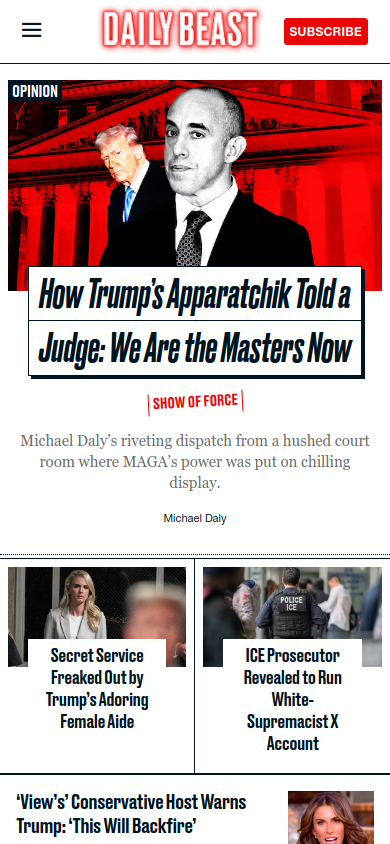 DAILY BEAST
SUBSCRIBE
OPINION
How Trump's Apparatchik Told a
Judge: We Are the Masters Now
SHOW OF FORCE
Michael Daly's riveting dispatch from a hushed court
room where MAGA's power was put on chilling
display.
Michael Daly
POLICE
ICE
Secret Service
Freaked Out by
Trump's Adoring
Female Aide
ICE Prosecutor
Revealed to Run
White-
Supremacist X
Account
‘View's’ Conservative Host Warns
Trump: ‘This Will Backfire’